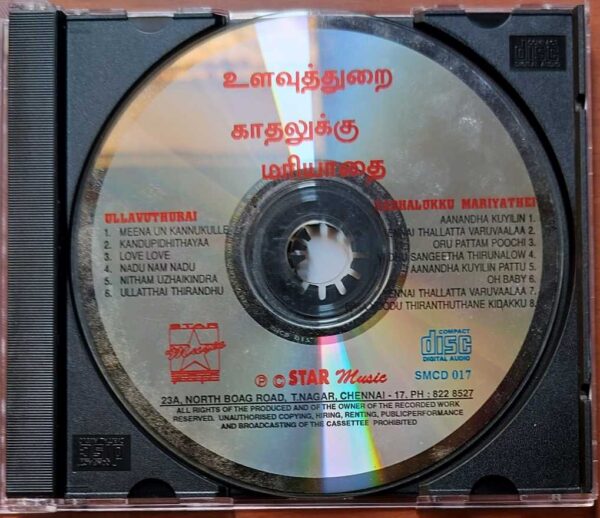 உளவுத்துறை
காதலுக்கு
மரியாதை
ULLAVUTHURAI
1. MEENA UN KANNUKULLE
2. KANDUPIDHITHAYAA
3. LOVE LOVE
4. NADU NAM NADU
5. NITHAM UZHAIKINDRA
6. ULLATTHAI THIRANDHU
MARIYATHEI
AANANDHA KUYILIN 1.
THALLATTA VARUVAALAA 2.
ORU PATTAM POOCHI 3.
SANGEETHA THIRUNALOW 4.
AANANDHA KUYILIN PATTU 5.
OH BABY 6.
THALLATTA VARUVAALAA 7.
THIRANTHUTHANE KIDAKKU 8.
STAR
Music
COMPACT
disc
DIGITAL AUDIO
SMCD 017
℗ © STAR Music
23A, NORTH BOAG ROAD, T.NAGAR, CHENNAI - 17. PH : 822 8527
ALL RIGHTS OF THE PRODUCED AND OF THE OWNER OF THE RECORDED WORK
RESERVED, UNAUTHORISED COPYING, HIRING, RENTING, PUBLICPERFORMANCE
AND BROADCASTING OF THE CASSETTEE PROHIBITED